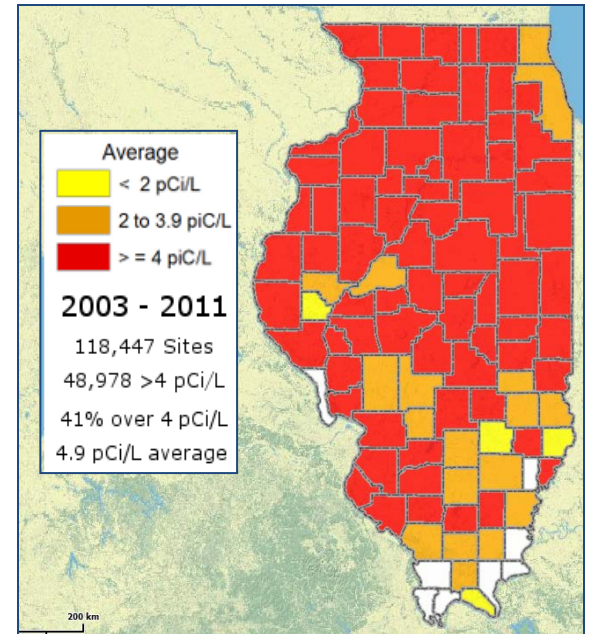 Average
< 2 pCi/L
2 to 3.9 piC/L
> = 4 piC/L
2003 - 2011
118,447 Sites
48,978 >4 pCi/L
41% over 4 pCi/L
4.9 pCi/L average
200 km